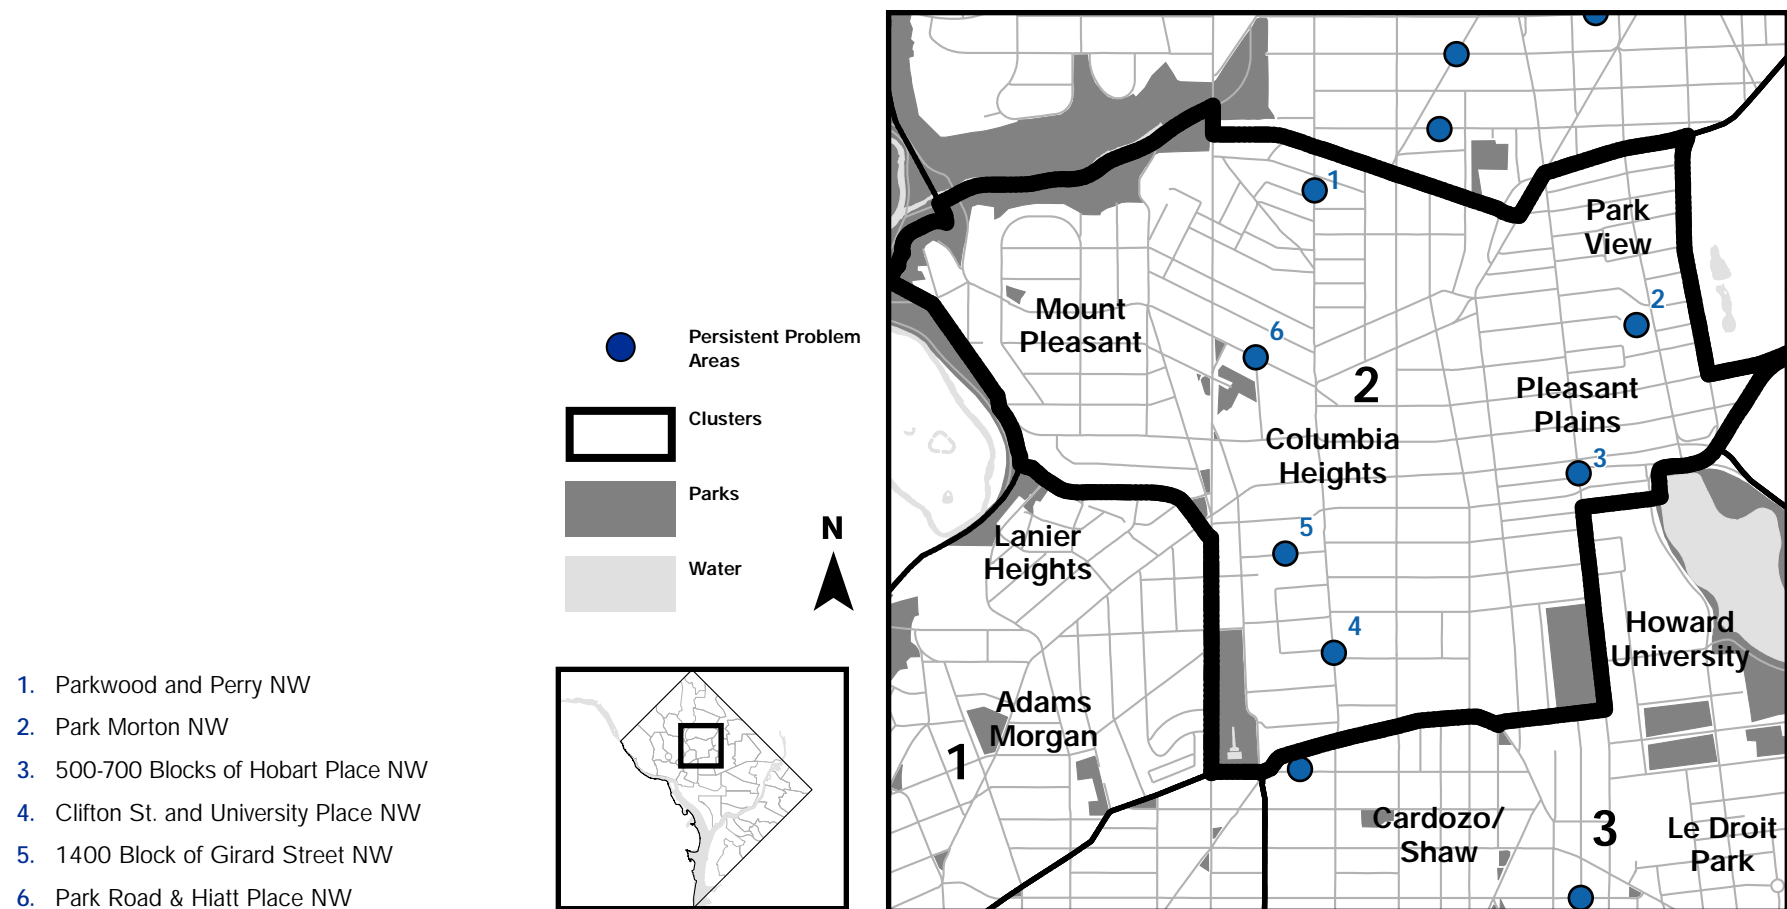 Persistent Problem
Areas
Clusters
Parks
Water
N
1. Parkwood and Perry NW
2. Park Morton NW
3. 500-700 Blocks of Hobart Place NW
4. Clifton St. and University Place NW
5. 1400 Block of Girard Street NW
6. Park Road & Hiatt Place NW
1
Park
View
2
Mount
Pleasant
6
2
Pleasant
Plains
Columbia
Heights
3
5
Lanier
Heights
4
Howard
University
Adams
Morgan
1
Cardozo/
Shaw
3
Le Droit
Park